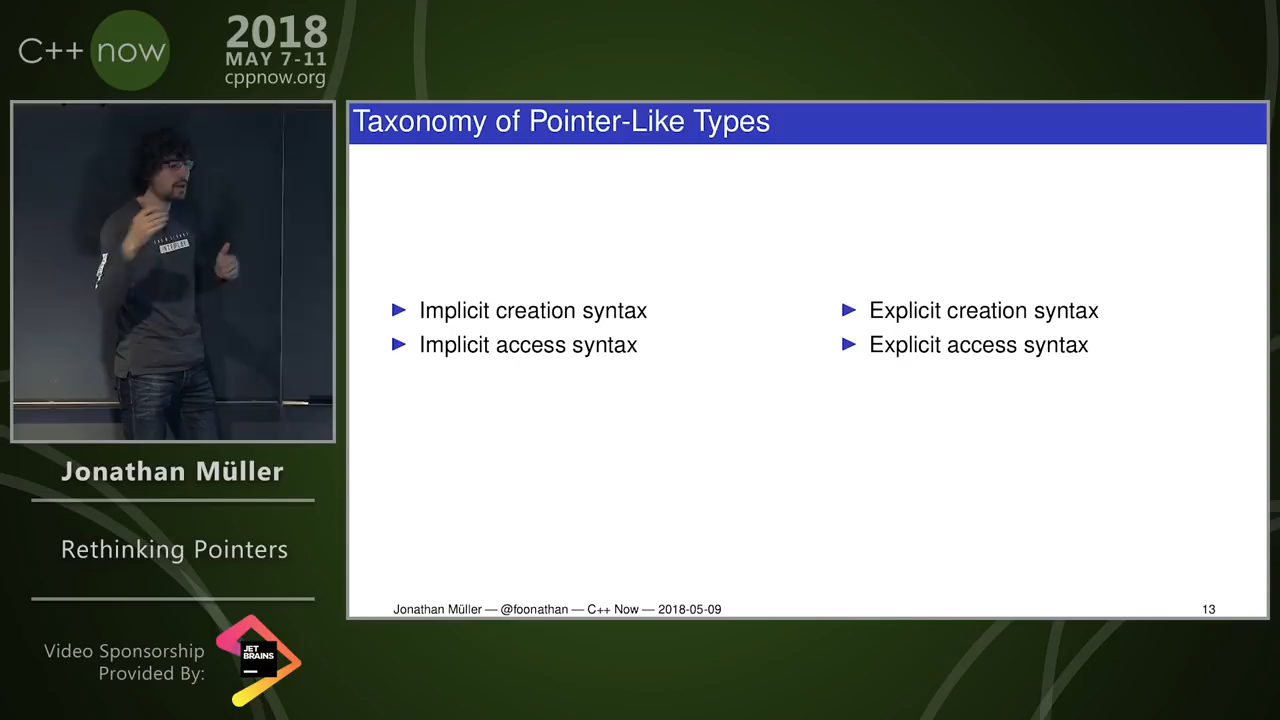 C++ now
2018
MAY 7-11
cppnow.org
Taxonomy of Pointer-Like Types
Implicit creation syntax
Implicit access syntax
Explicit creation syntax
Explicit access syntax
Jonathan Müller — @foonathan — C++ Now — 2018-05-09
13
Jonathan Müller
Rethinking Pointers
Video Sponsorship
Provided By:
JET
BRAINS